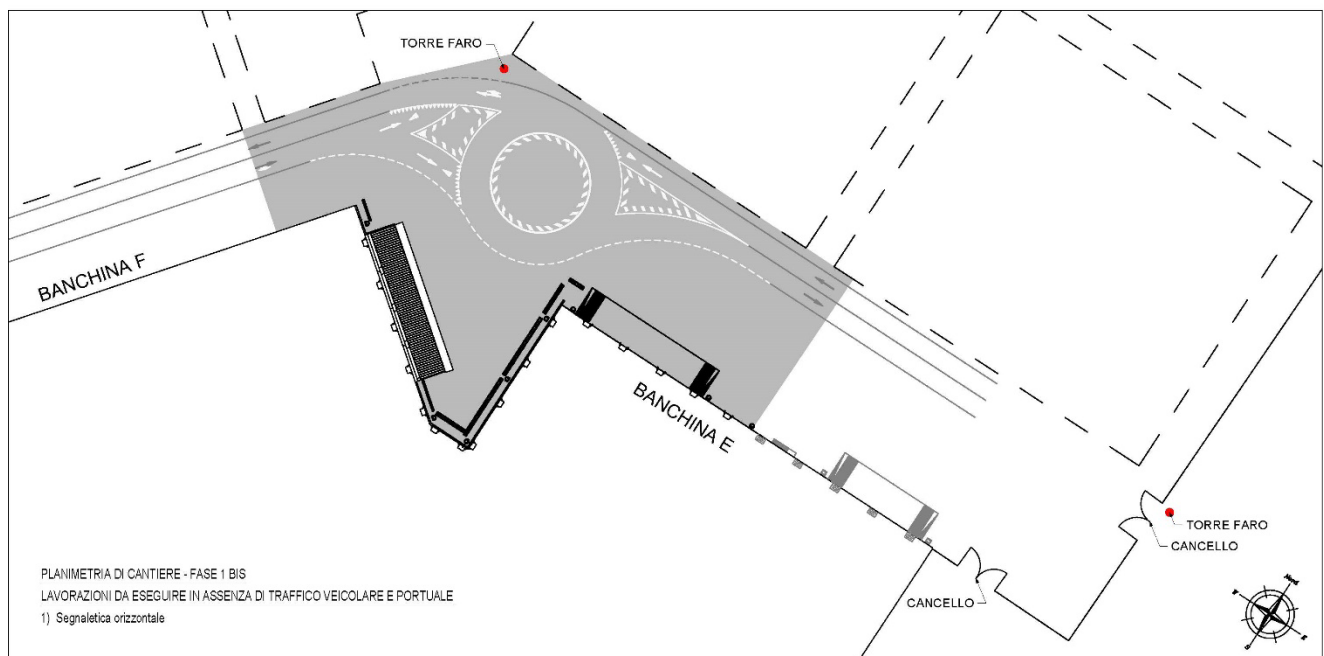 TORRE FARO
BANCHINA F
BANCHINA E
TORRE FARO
CANCELLO
CANCELLO
PLANIMETRIA DI CANTIERE - FASE 1 BIS
LAVORAZIONI DA ESEGUIRE IN ASSENZA DI TRAFFICO VEICOLARE E PORTUALE
1) Segnaletica orizzontale
Nord